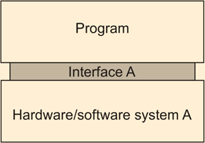 Program
Interface A
Hardware/software system A